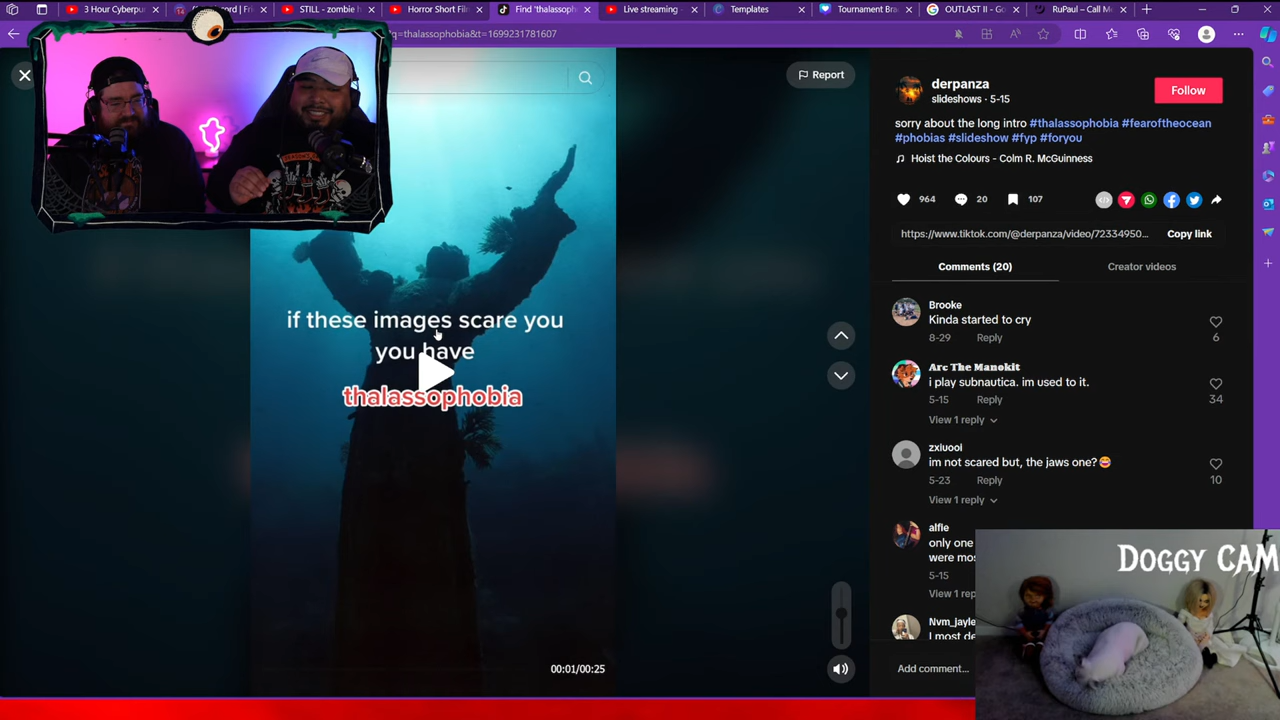 3 Hour Cyberpu
STILL - zombie h
Horror Short Fil
Find 'thalassoph
Live streaming -
Templates
Tournament Bra
OUTLAST II - Go
RuPaul – Call M
q=thalassophobia&t=1699231781607
Report
if these images scare you
you have
thalassophobia
00:01/00:25
derpanza
slideshows · 5-15
Follow
sorry about the long intro #thalassophobia #fearoftheocean
#phobias #slideshow #fyp #foryou
Hoist the Colours - Colm R. McGuinness
964
20
107
https://www.tiktok.com/@derpanza/video/72334950...
Copy link
Comments (20)
Creator videos
Brooke
Kinda started to cry
8-29 Reply
6
Arc The Manokit
i play subnautica. im used to it.
5-15 Reply
34
View 1 reply
zxiuooi
im not scared but, the jaws one?😂
5-23 Reply
10
View 1 reply
alfie
only one
were mos
5-15
View 1 rep
Nvm_jayle
I most de
Add comment...
DOGGY CAM